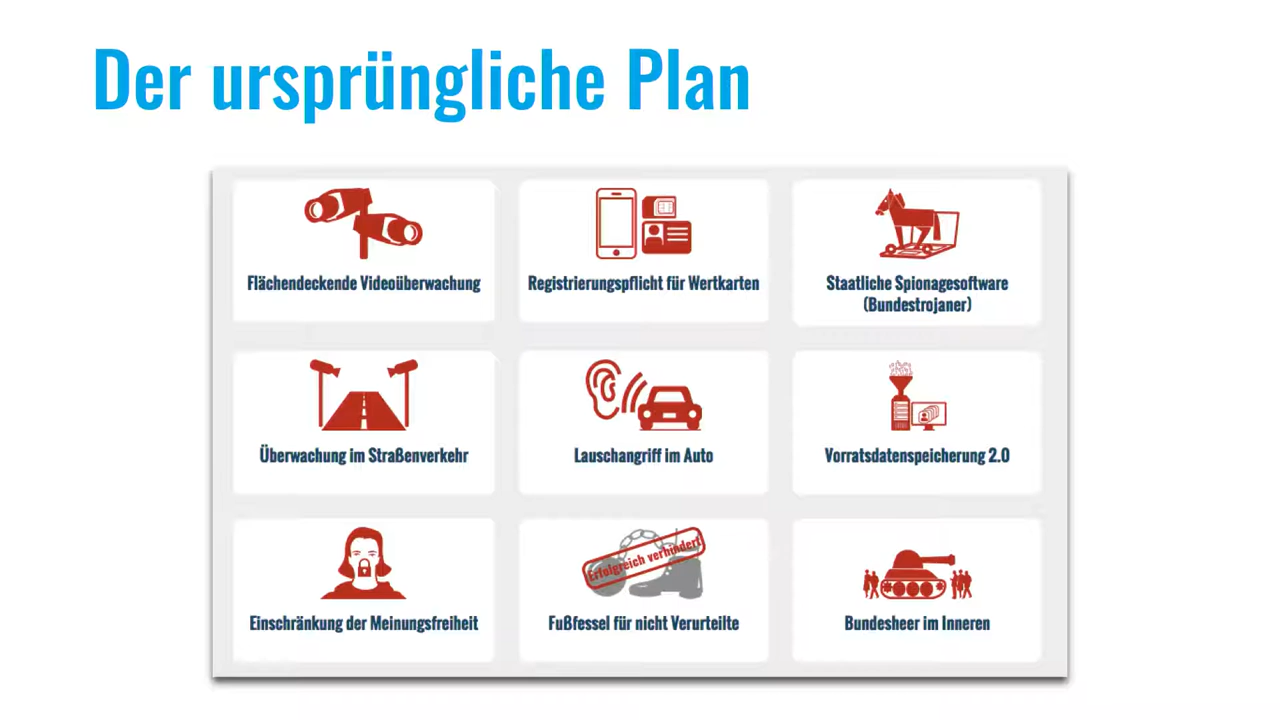 Der ursprüngliche Plan
Flächendeckende Videoüberwachung
Registrierungspflicht für Wertkarten
Staatliche Spionagesoftware
(Bundestrojaner)
Überwachung im Straßenverkehr
Lauschangriff im Auto
Vorratsdatenspeicherung 2.0
Einschränkung der Meinungsfreiheit
Erfolgreich verhindert
Fußfessel für nicht Verurteilte
Bundesheer im Inneren